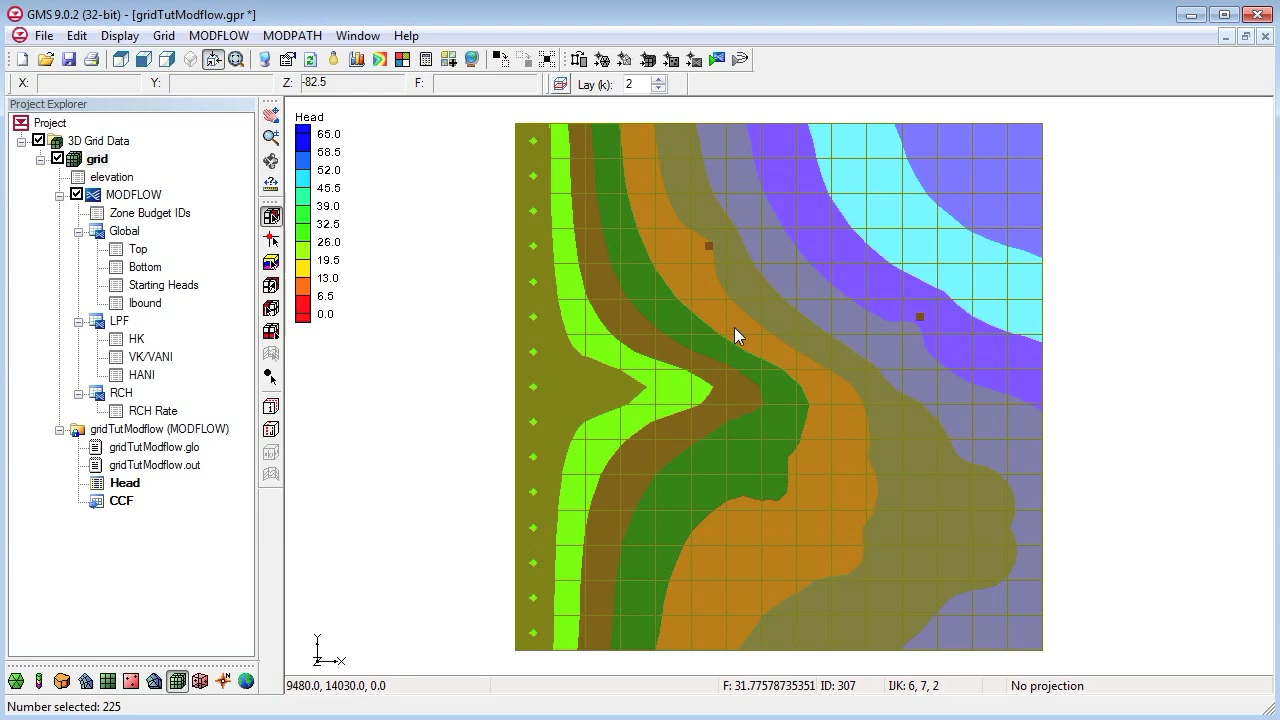 GMS 9.0.2 (32-bit) - [gridTutModflow.gpr *]
File Edit Display Grid MODFLOW MODPATH Window Help
X: Y: Z: -82.5 F: Lay (k): 2
Project Explorer
Project
3D Grid Data
grid
elevation
MODFLOW
Zone Budget IDs
Global
Top
Bottom
Starting Heads
Ibound
LPF
HK
VK/VANI
HANI
RCH
RCH Rate
gridTutModflow (MODFLOW)
gridTutModflow.glo
gridTutModflow.out
Head
CCF
Head
65.0
58.5
52.0
45.5
39.0
32.5
26.0
19.5
13.0
6.5
0.0
Y
X
9480.0, 14030.0, 0.0 F: 31.77578735351 ID: 307 IJK: 6, 7, 2 No projection
Number selected: 225